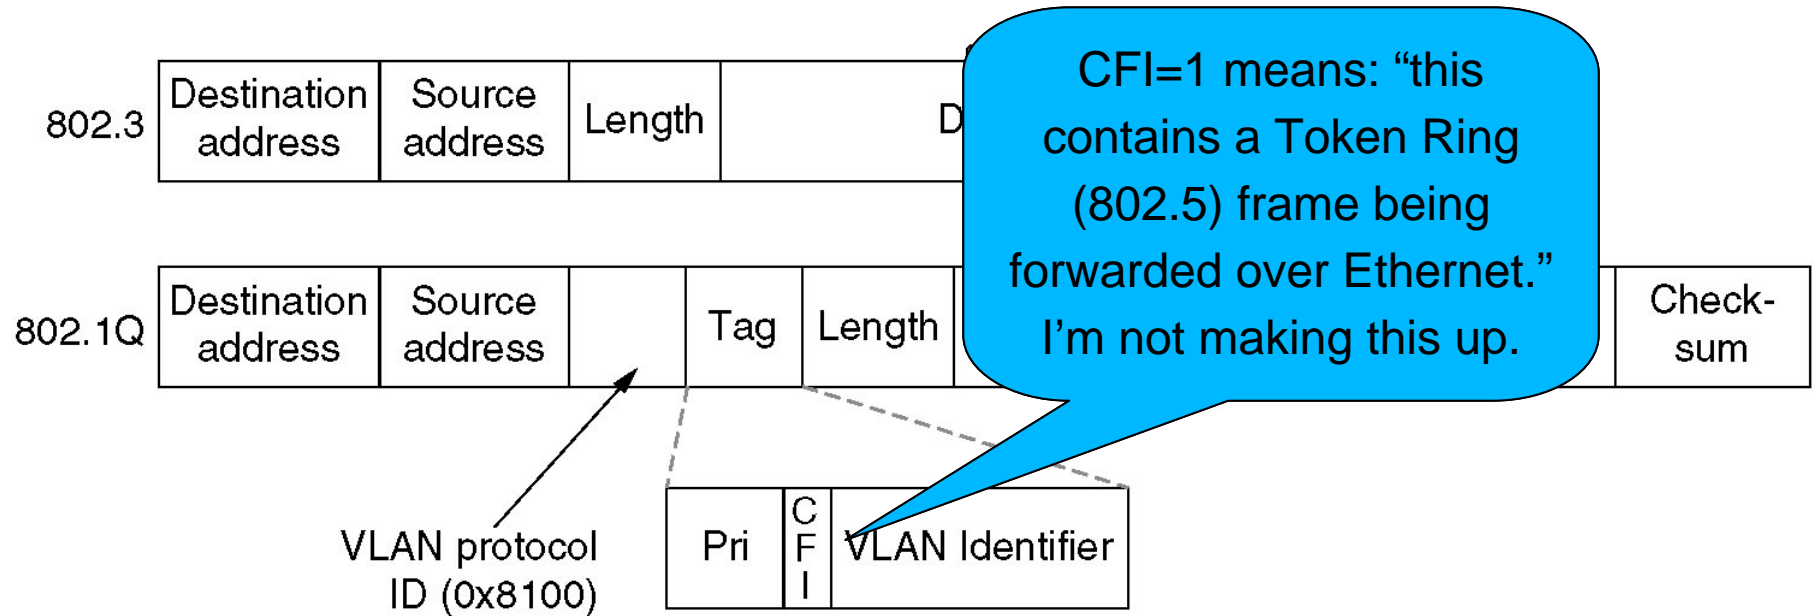 802.3
Destination
address
Source
address
Length
D
CFI=1 means: “this
contains a Token Ring
(802.5) frame being
forwarded over Ethernet.”
I’m not making this up.
802.1Q
Destination
address
Source
address
Tag
Length
Check-
sum
VLAN protocol
ID (0x8100)
Pri
C
F
I
VLAN Identifier